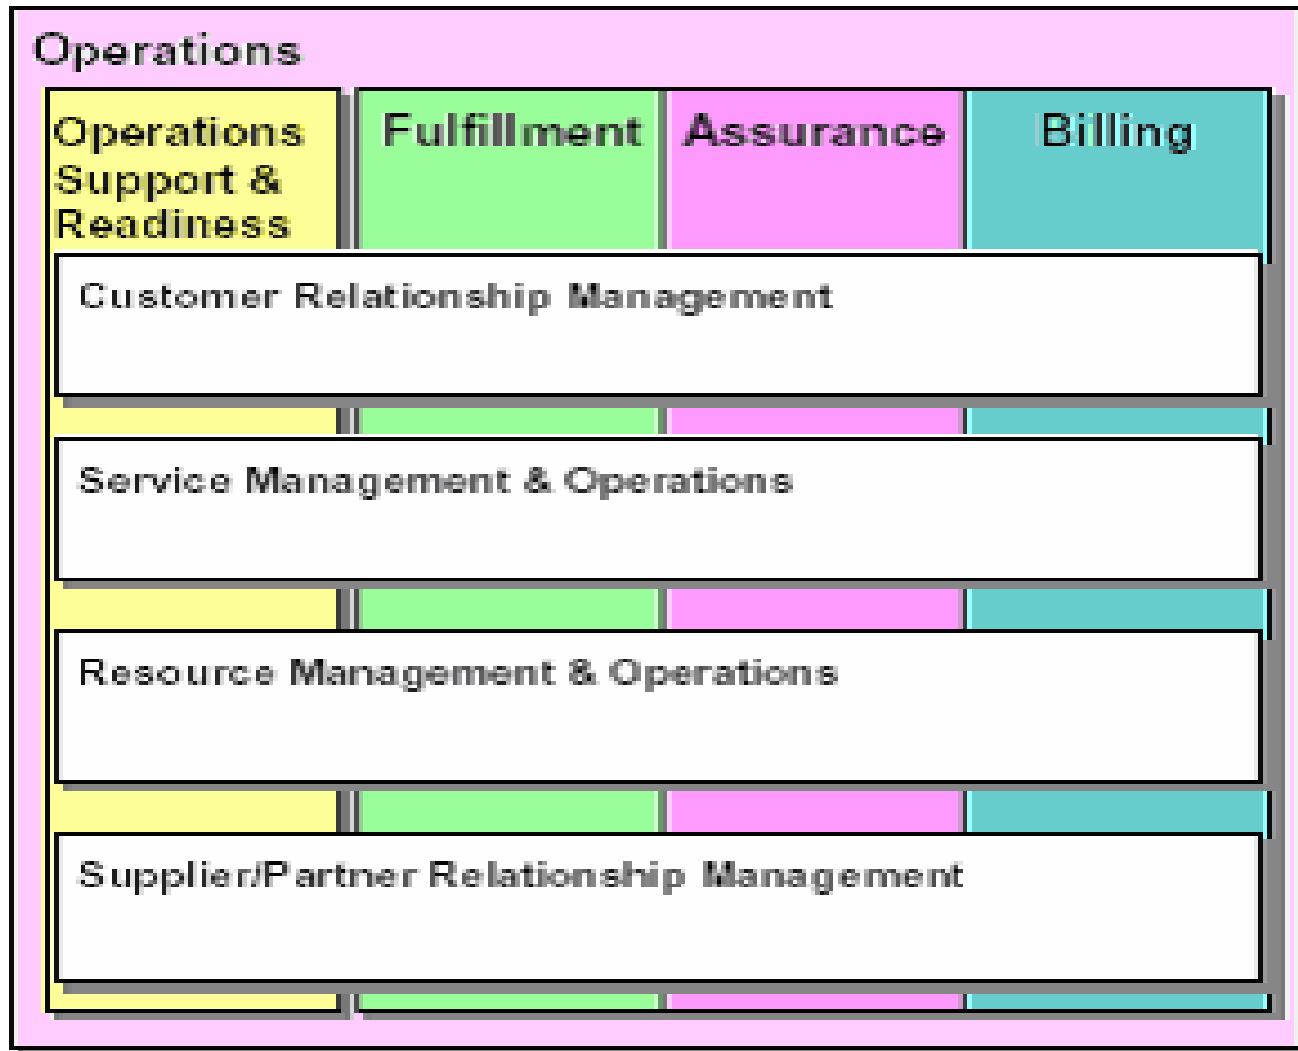 Operations
Operations
Support &
Readiness
Fulfillment
Assurance
Billing
Customer Relationship Management
Service Management & Operations
Resource Management & Operations
Supplier/Partner Relationship Management